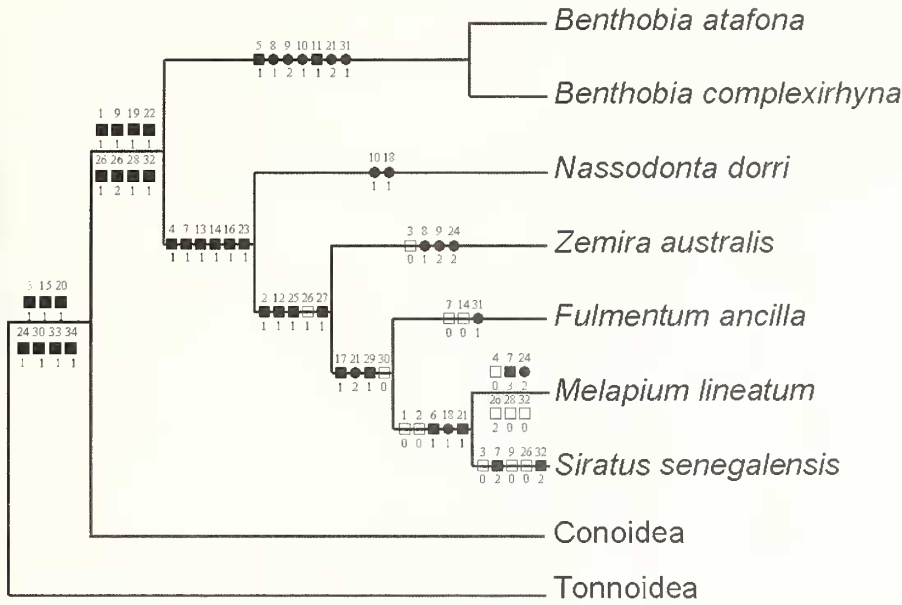 Benthobia atafona
5 8 9 10 11 21 31
1 1 2 1 1 2 1
Benthobia complexirhyna
1 9 19 22
1 1 1 1
26 26 28 32
1 2 1 1
10 18
1 1
Nassodonta dorri
4 7 13 14 16 23
1 1 1 1 1 1
3 8 9 24
0 1 2 2
Zemira australis
3 15 20
1 1 1
24 30 33 34
1 1 1 1
2 12 25 26 27
1 1 1 1 1
7 14 31
0 0 1
Fulmentum ancilla
17 21 29 30
1 2 1 0
4 7 24
0 3 2
Melapium lineatum
26 28 32
2 0 0
1 2 6 18 21
0 0 1 1 1
3 7 9 26 32
0 2 0 0 2
Siratus senegalensis
Conoidea
Tonnoidea